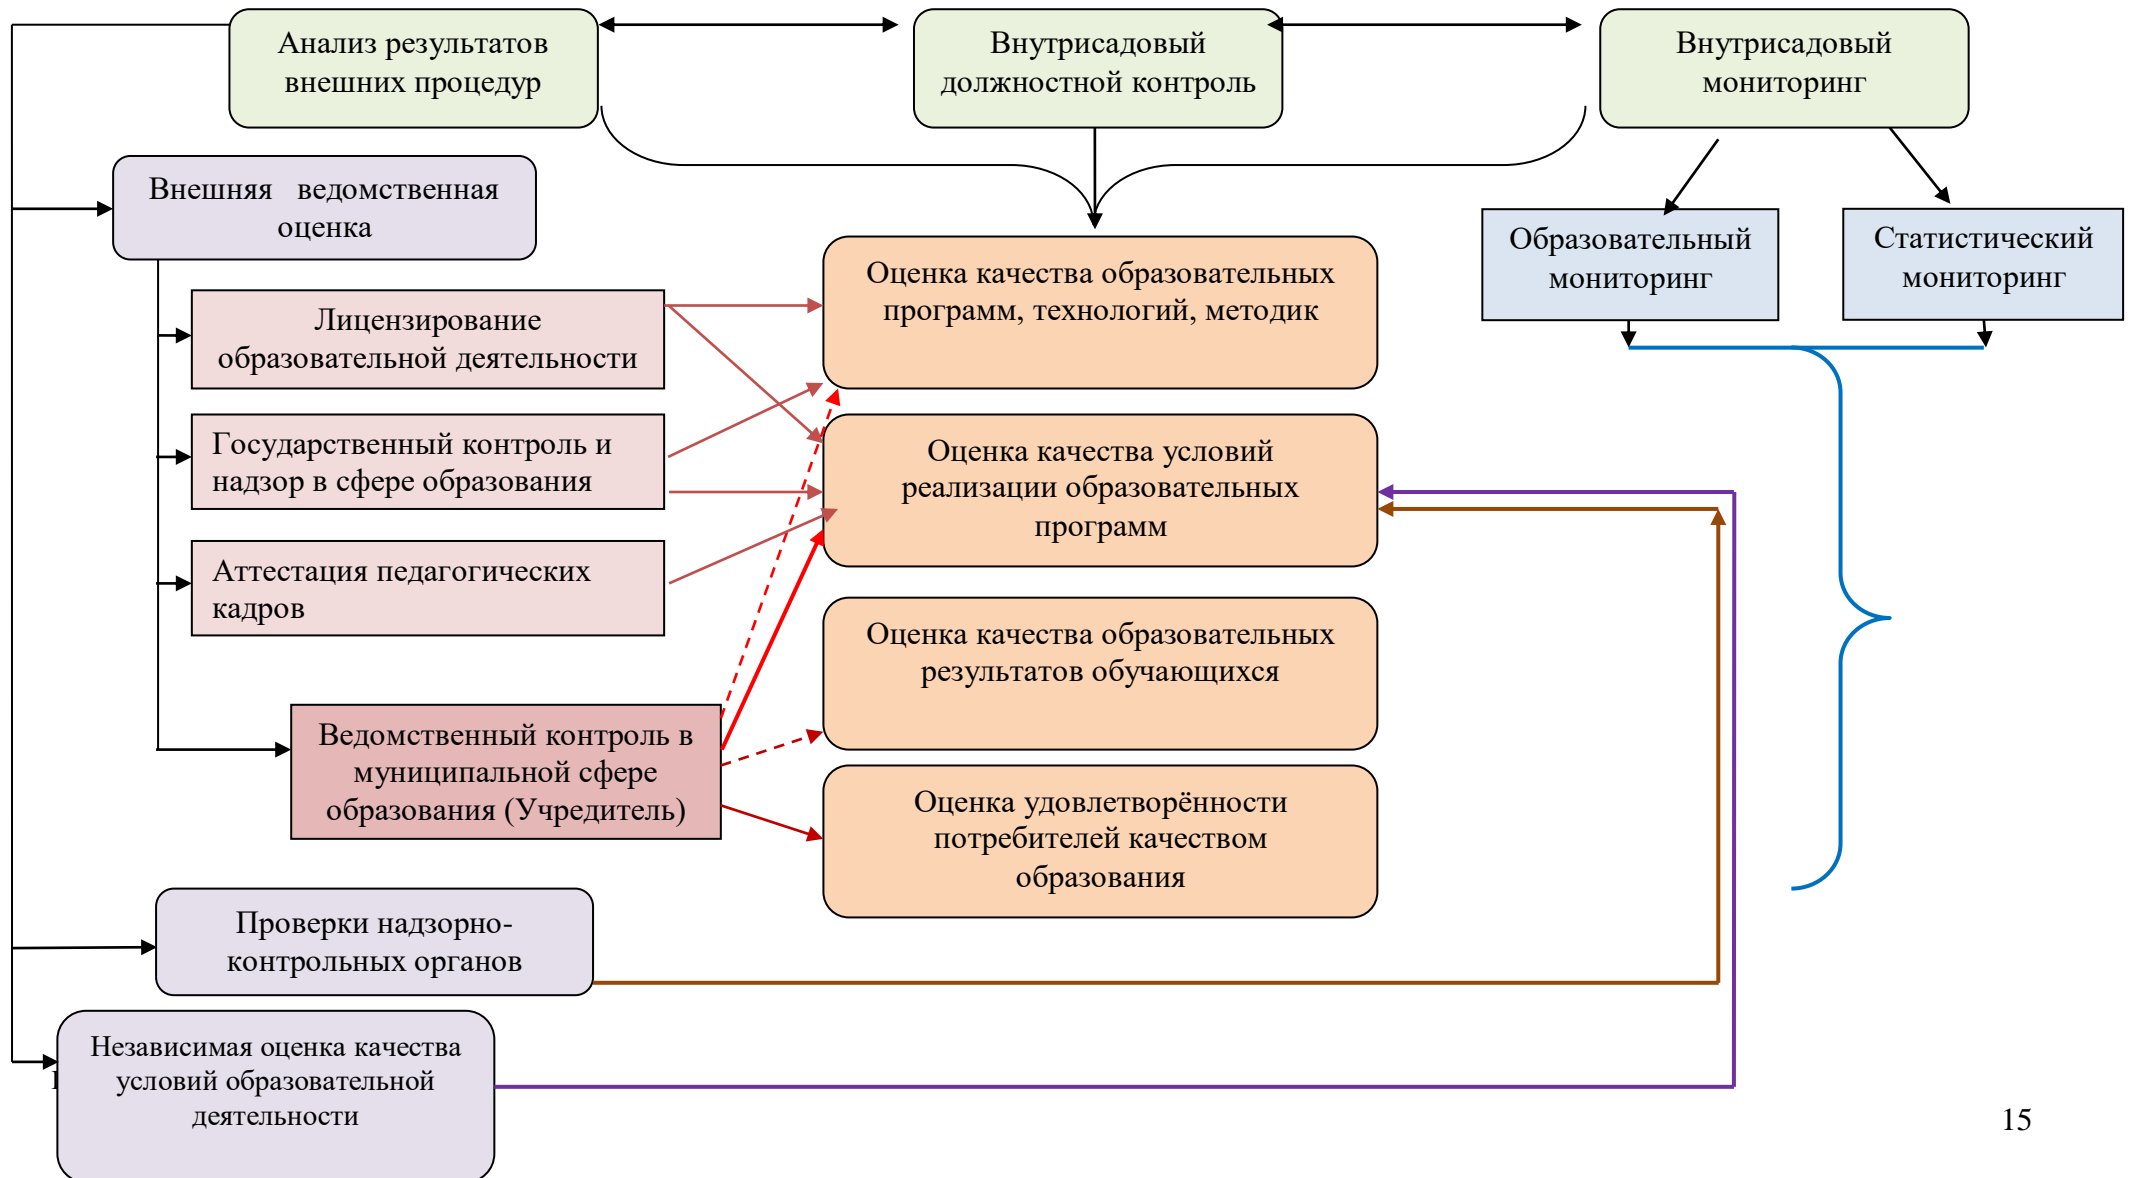 Анализ результатов
внешних процедур
Внутрисадовый
должностной контроль
Внутрисадовый
мониторинг
Внешняя ведомственная
оценка
Оценка качества образовательных
программ, технологий, методик
Образовательный
мониторинг
Статистический
мониторинг
Лицензирование
образовательной деятельности
Государственный контроль и
надзор в сфере образования
Оценка качества условий
реализации образовательных
программ
Аттестация педагогических
кадров
Оценка качества образовательных
результатов обучающихся
Ведомственный контроль в
муниципальной сфере
образования (Учредитель)
Оценка удовлетворённости
потребителей качеством
образования
Проверки надзорно-
контрольных органов
Независимая оценка качества
условий образовательной
деятельности
15